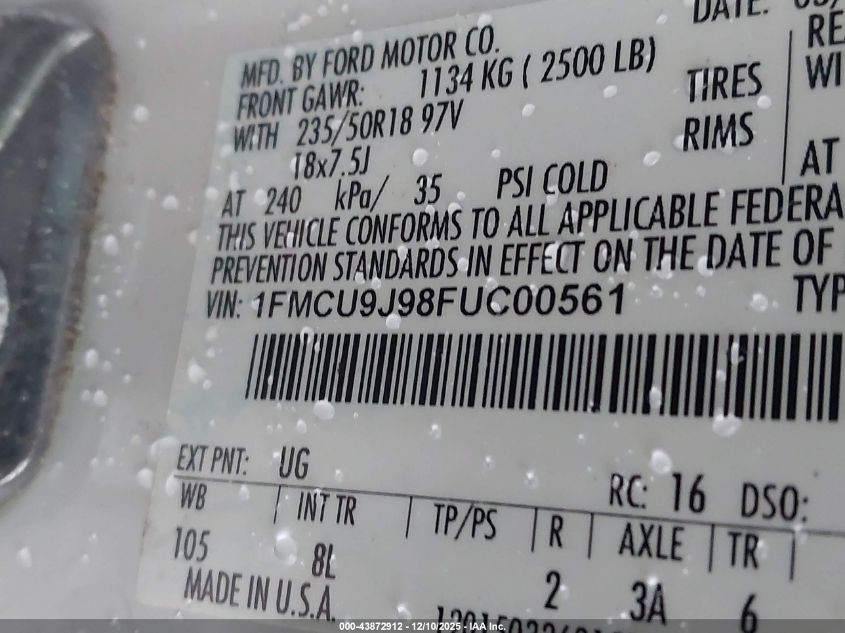 DATE:
MFD. BY FORD MOTOR CO.
FRONT GAWR: 1134 KG ( 2500 LB)
RE
WITH 235/50R18 97V TIRES WI
18x7.5J RIMS
AT 240 kPa/ 35 PSI COLD AT
THIS VEHICLE CONFORMS TO ALL APPLICABLE FEDERA
PREVENTION STANDARDS IN EFFECT ON THE DATE OF
VIN: 1FMCU9J98FUC00561 TYP
EXT PNT: UG RC: 16 DSO:
WB INT TR TP/PS R AXLE TR
105 8L 2 3A 6
MADE IN U.S.A.
000-43872912 - 12/10/2025 - IAA Inc.